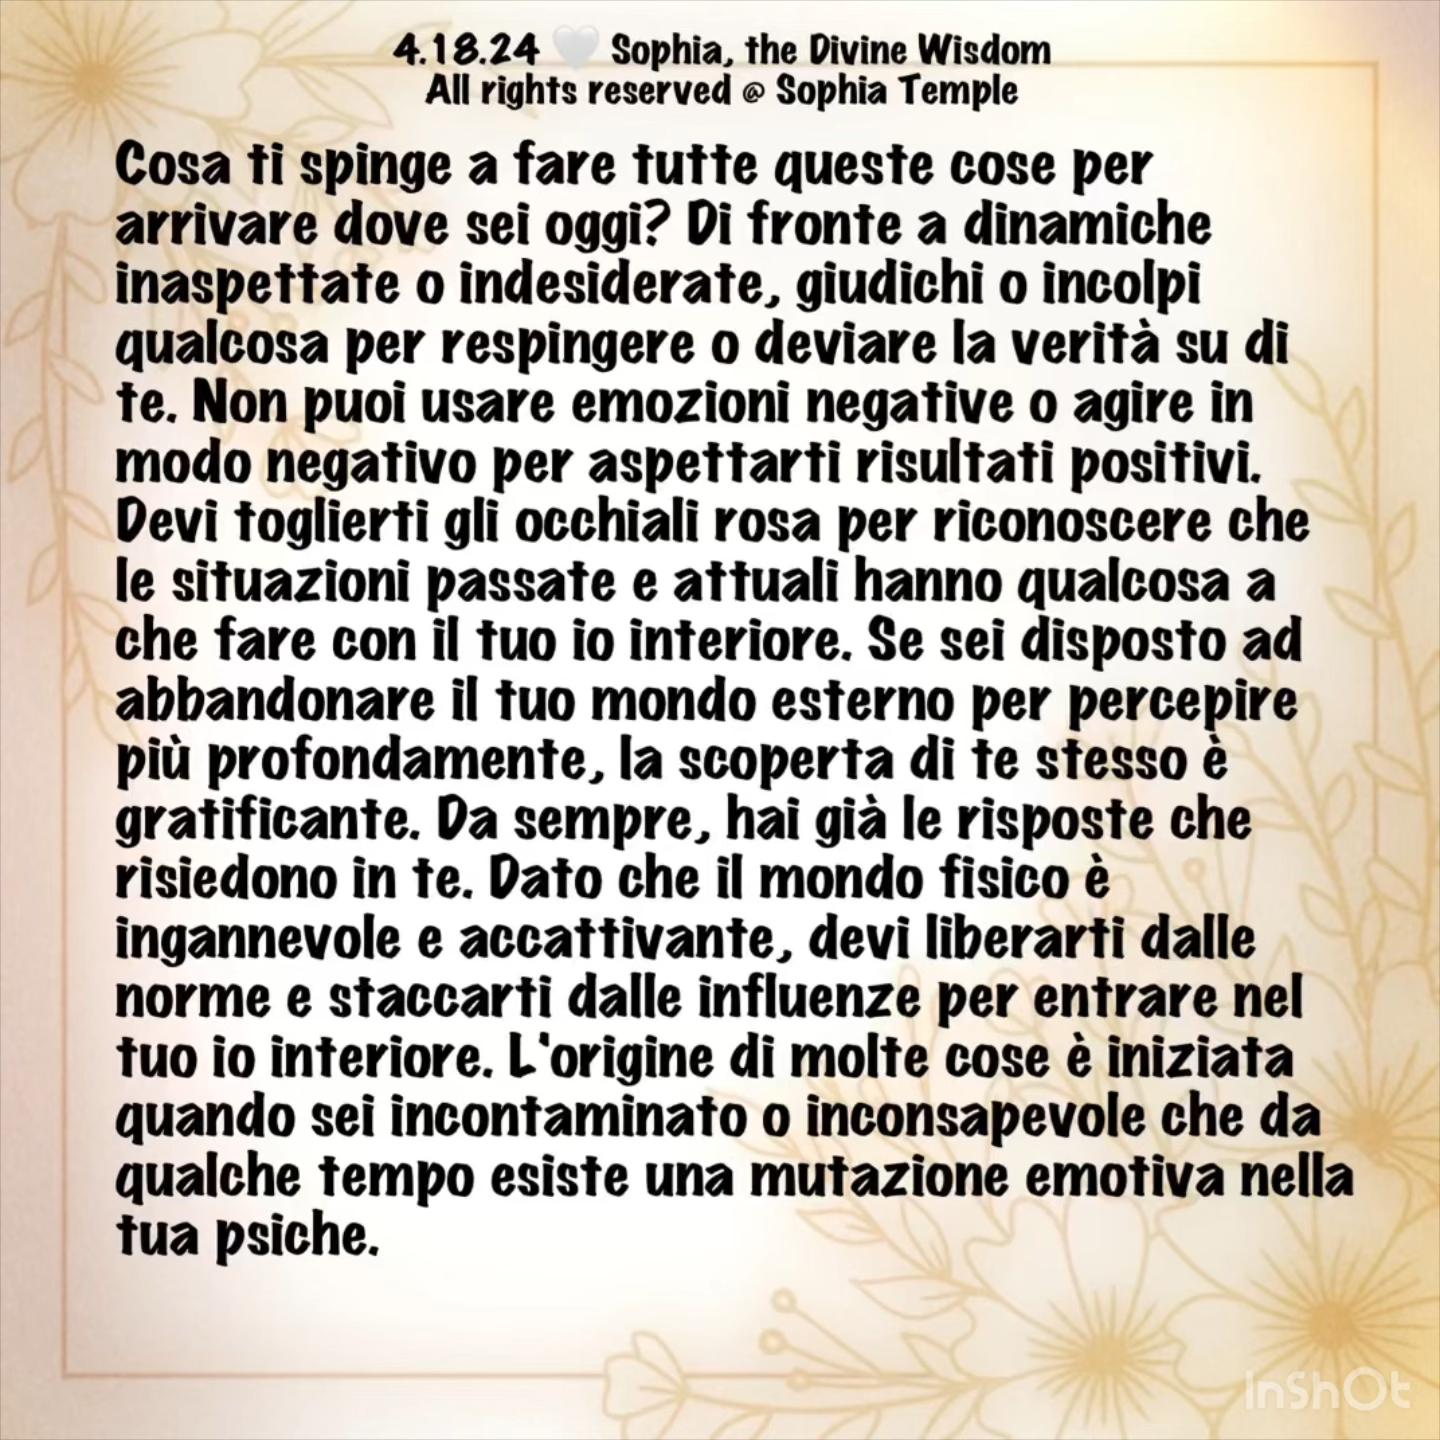 4.18.24 🤍 Sophia, the Divine Wisdom
All rights reserved @ Sophia Temple
Cosa ti spinge a fare tutte queste cose per
arrivare dove sei oggi? Di fronte a dinamiche
inaspettate o indesiderate, giudichi o incolpi
qualcosa per respingere o deviare la verità su di
te. Non puoi usare emozioni negative o agire in
modo negativo per aspettarti risultati positivi.
Devi toglierti gli occhiali rosa per riconoscere che
le situazioni passate e attuali hanno qualcosa a
che fare con il tuo io interiore. Se sei disposto ad
abbandonare il tuo mondo esterno per percepire
più profondamente, la scoperta di te stesso è
gratificante. Da sempre, hai già le risposte che
risiedono in te. Dato che il mondo fisico è
ingannevole e accattivante, devi liberarti dalle
norme e staccarti dalle influenze per entrare nel
tuo io interiore. L'origine di molte cose è iniziata
quando sei incontaminato o inconsapevole che da
qualche tempo esiste una mutazione emotiva nella
tua psiche.
InShOt